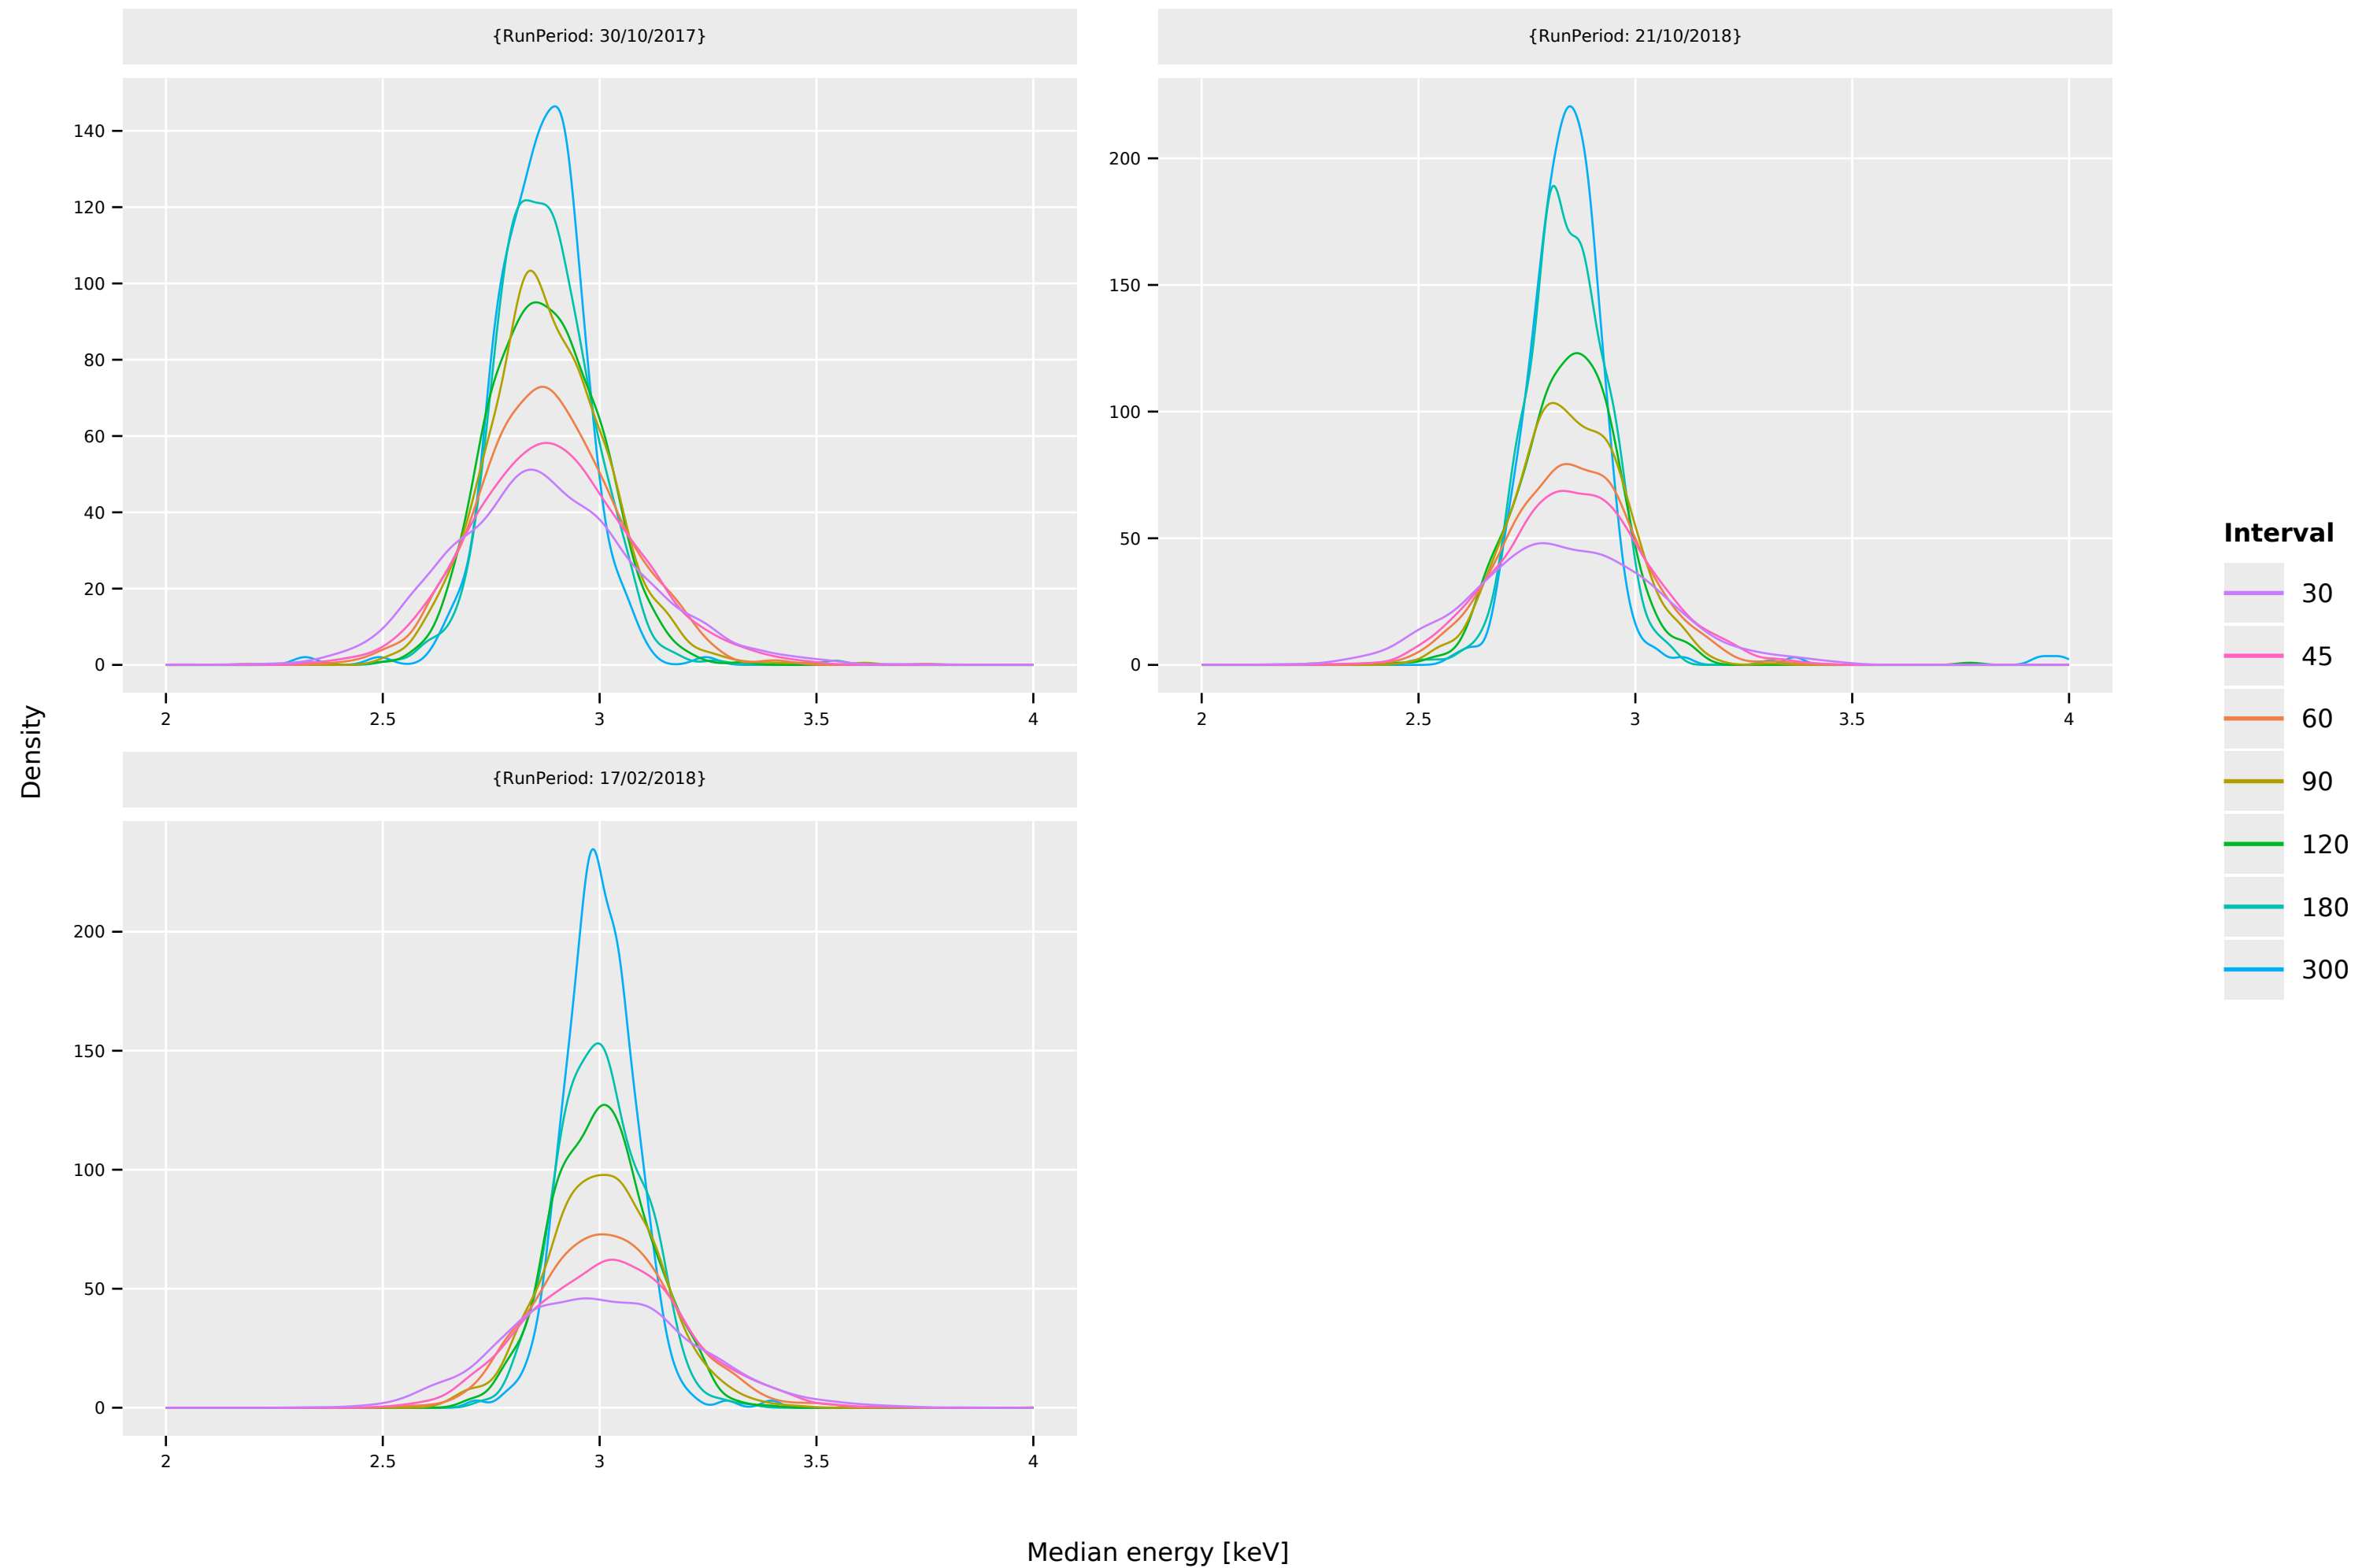 {RunPeriod: 30/10/2017}
140
120
100
80
60
40
20
0
2 2.5 3 3.5 4
{RunPeriod: 21/10/2018}
200
150
100
50
0
2 2.5 3 3.5 4
{RunPeriod: 17/02/2018}
200
150
100
50
0
2 2.5 3 3.5 4
Density
Median energy [keV]
Interval
30
45
60
90
120
180
300